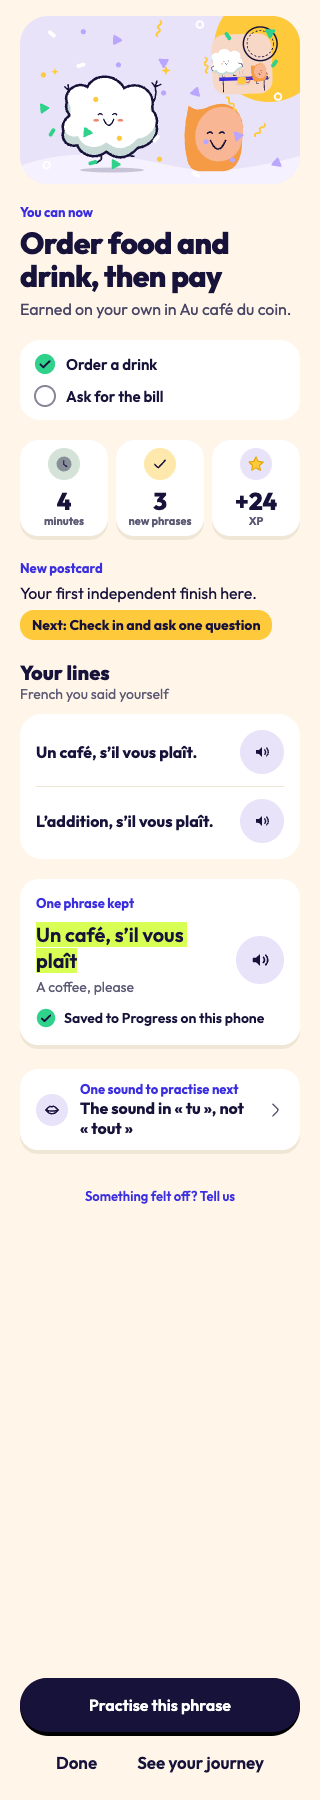 You can now
Order food and
drink, then pay
Earned on your own in Au café du coin.
Order a drink
Ask for the bill
4
minutes
3
new phrases
+24
XP
New postcard
Your first independent finish here.
Next: Check in and ask one question
Your lines
French you said yourself
Un café, s’il vous plaît.
L’addition, s’il vous plaît.
One phrase kept
Un café, s’il vous
plaît
A coffee, please
Saved to Progress on this phone
One sound to practise next
The sound in « tu », not
« tout »
Something felt off? Tell us
Practise this phrase
Done
See your journey